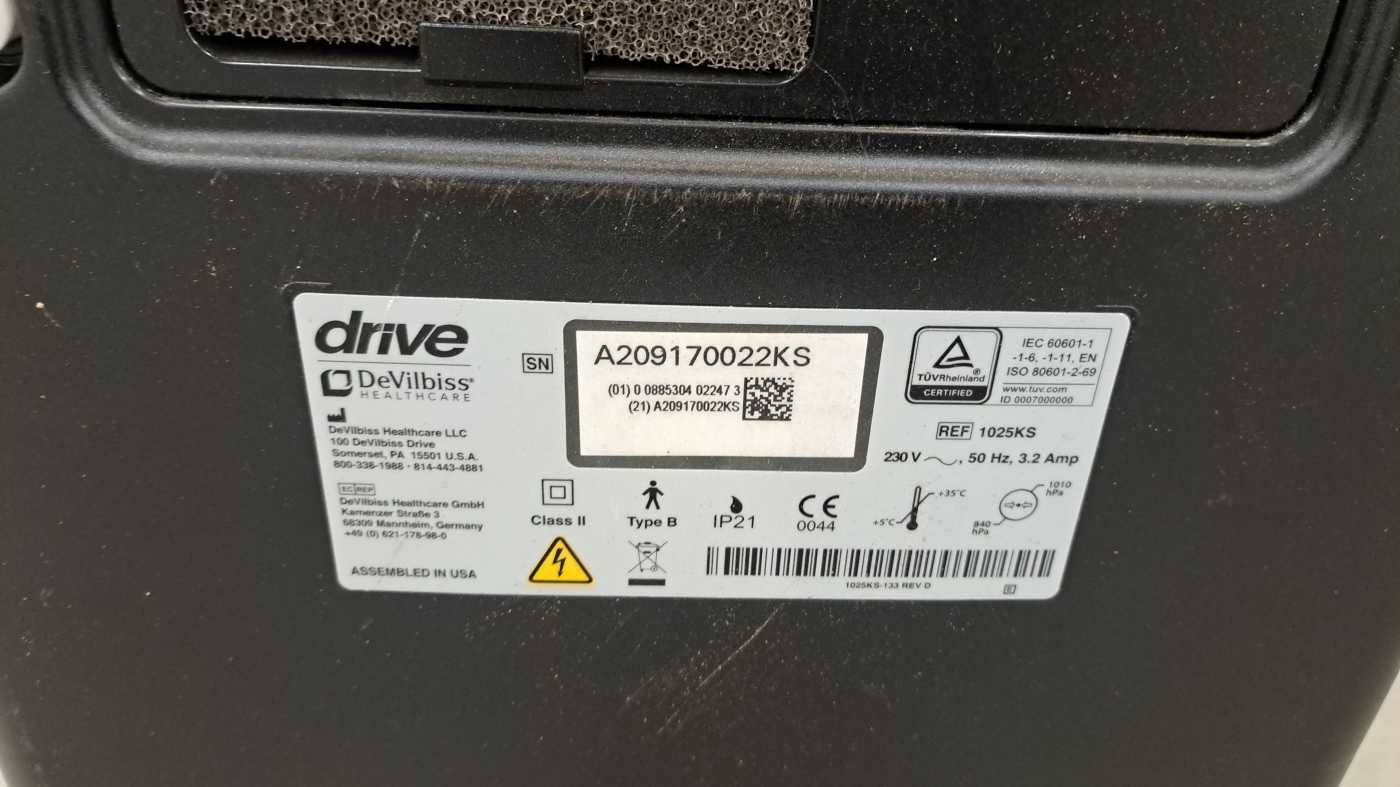 drive
DeVilbiss®
HEALTHCARE
DeVilbiss Healthcare LLC
100 DeVilbiss Drive
Somerset, PA 15501 U.S.A.
800-338-1988 • 814-443-4881
EC REP
DeVilbiss Healthcare GmbH
Kamenzer Straße 3
68309 Mannheim, Germany
+49 (0) 621-178-98-0
ASSEMBLED IN USA
SN
A209170022KS
(01) 0 0885304 02247 3
(21) A209170022KS
TÜVRheinland®
CERTIFIED
IEC 60601-1
-1-6, -1-11, EN
ISO 80601-2-69
www.tuv.com
ID 0007000000
REF 1025KS
230 V ~, 50 Hz, 3.2 Amp
Class II
Type B
IP21
CE
0044
+35°C
+5°C
1010
hPa
840
hPa
1025KS-133 REV D